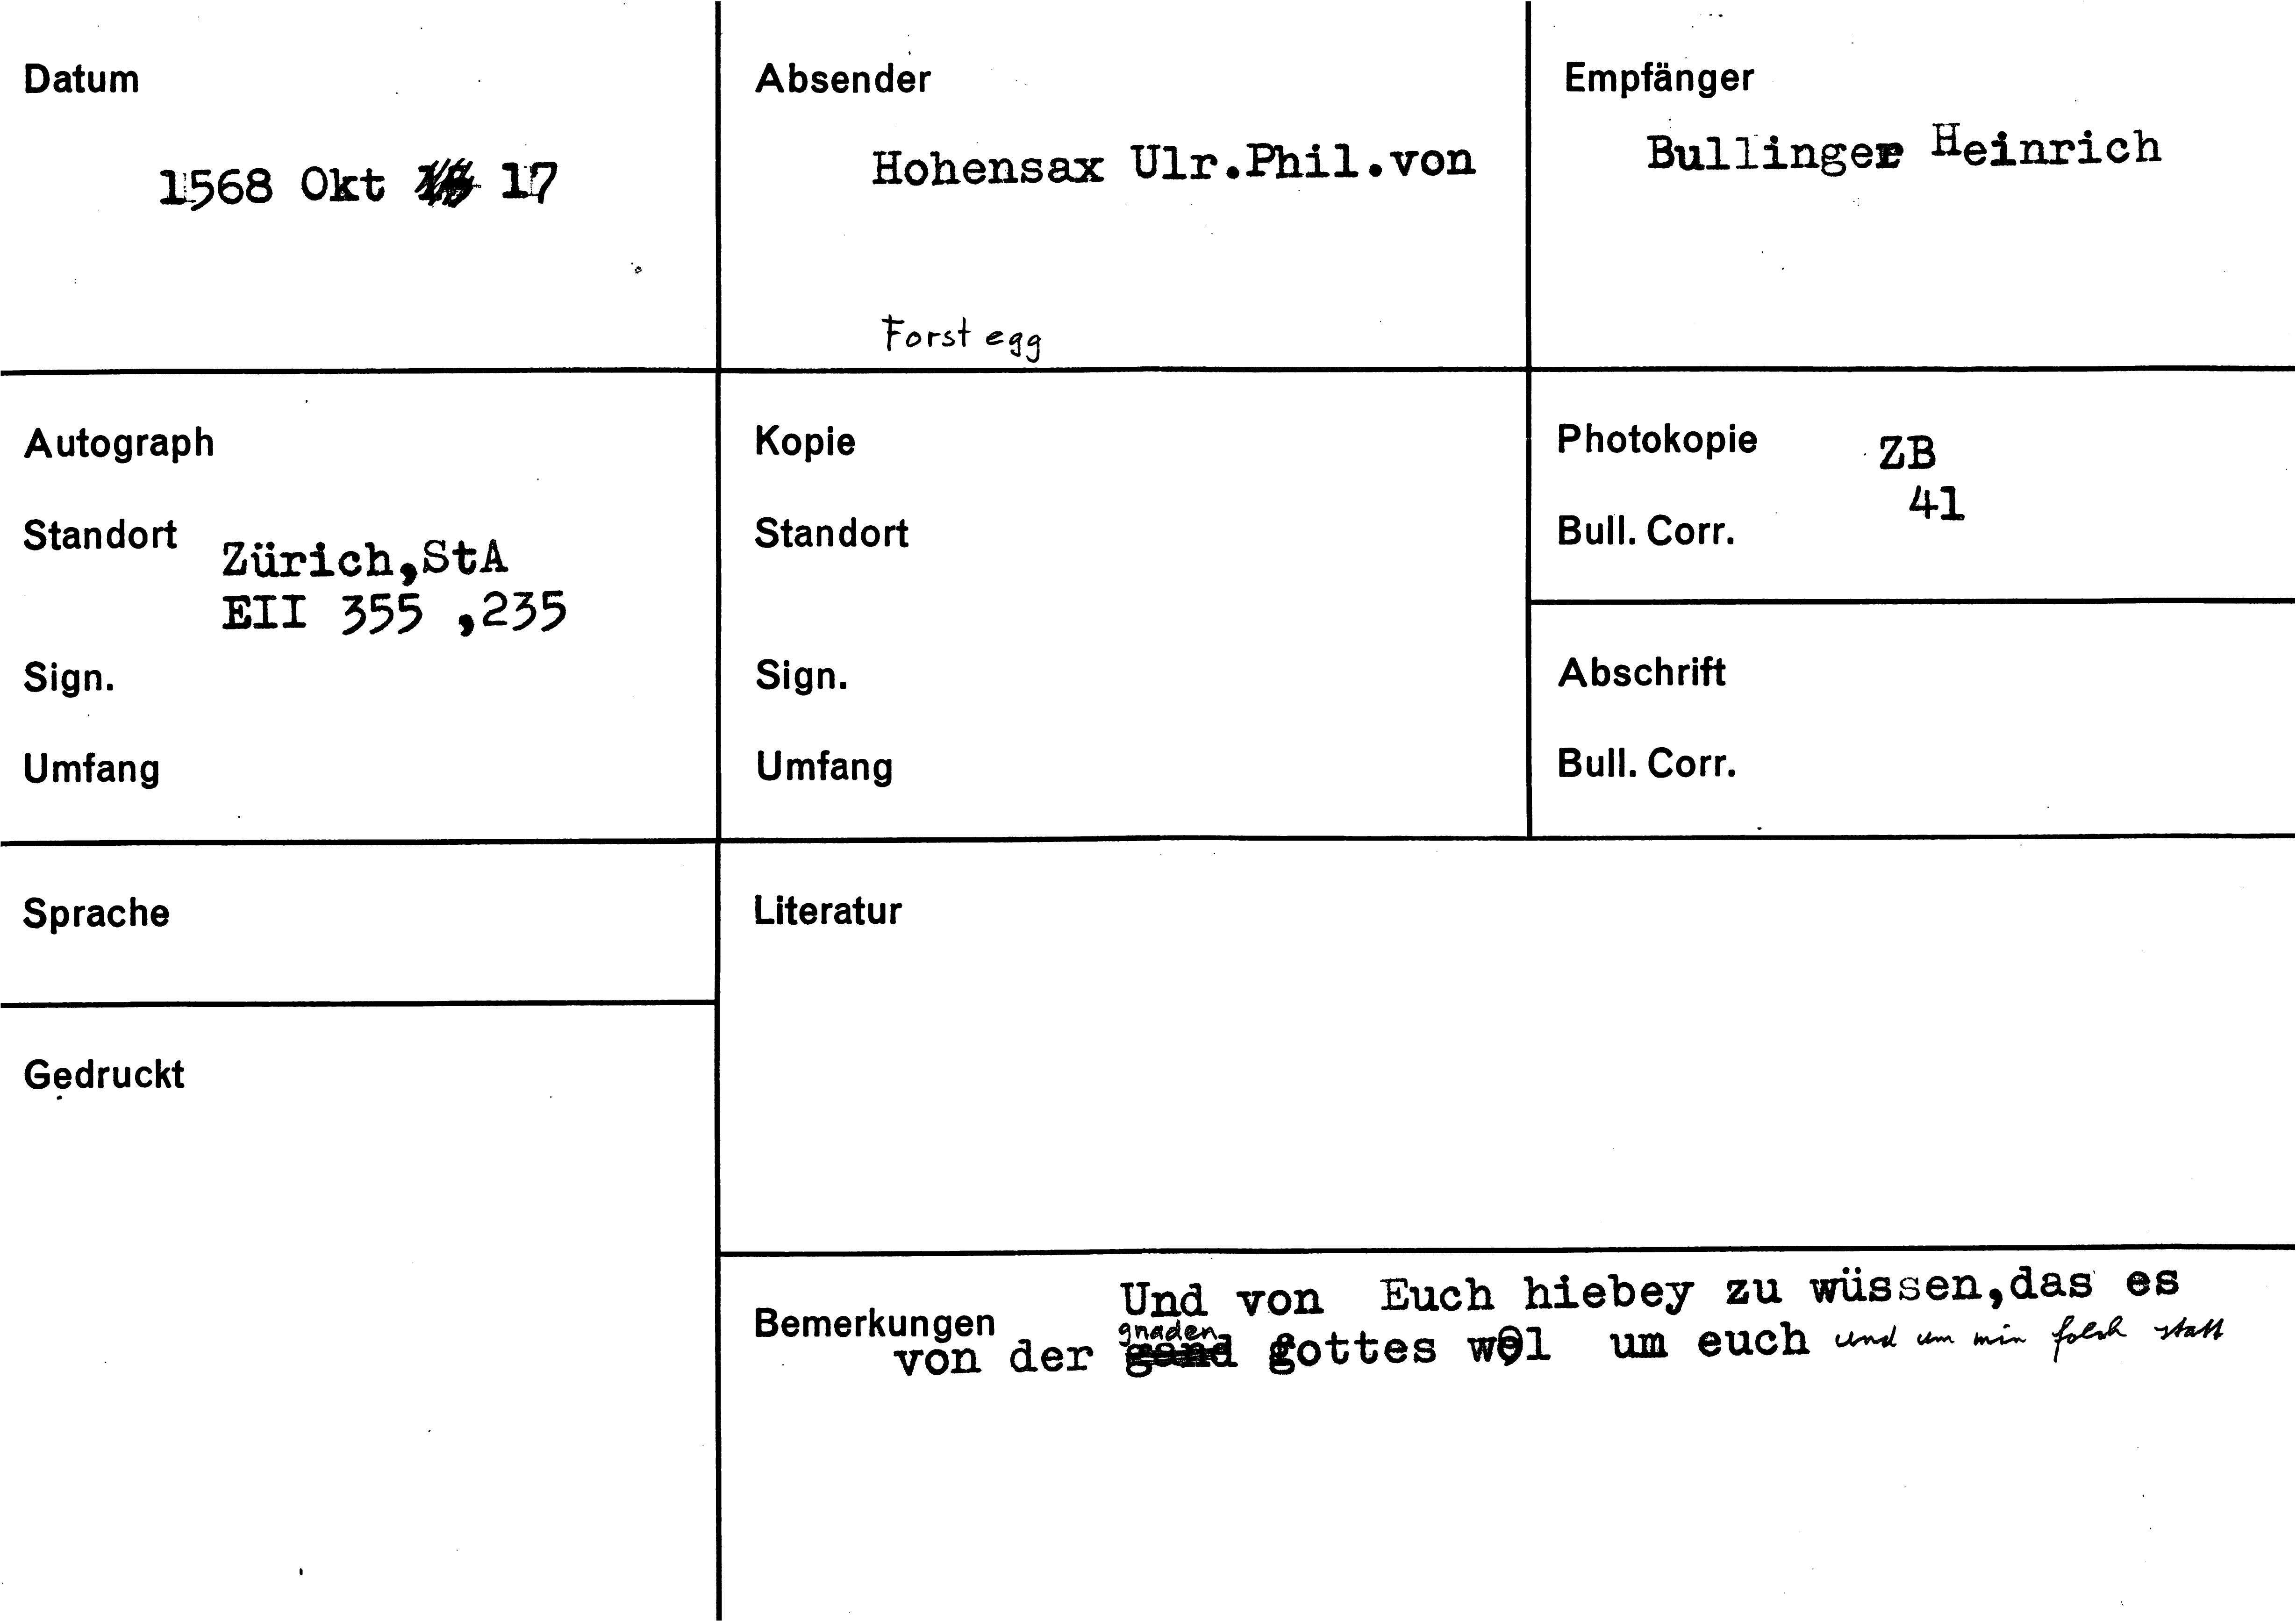 Datum
1568 Okt 17
Absender
Hohensax Ulr.Phil.von
Forstegg
Empfänger
Bullinger Heinrich
Autograph
Standort
Zürich,StA
EII 355 ,235
Sign.
Umfang
Kopie
Standort
Sign.
Umfang
Photokopie ZB
Bull. Corr. 41
Abschrift
Bull. Corr.
Sprache
Literatur
Gedruckt
Bemerkungen
Und von Euch hiebey zu wüssen,das es
von der gnaden gottes wol um euch und um min statt